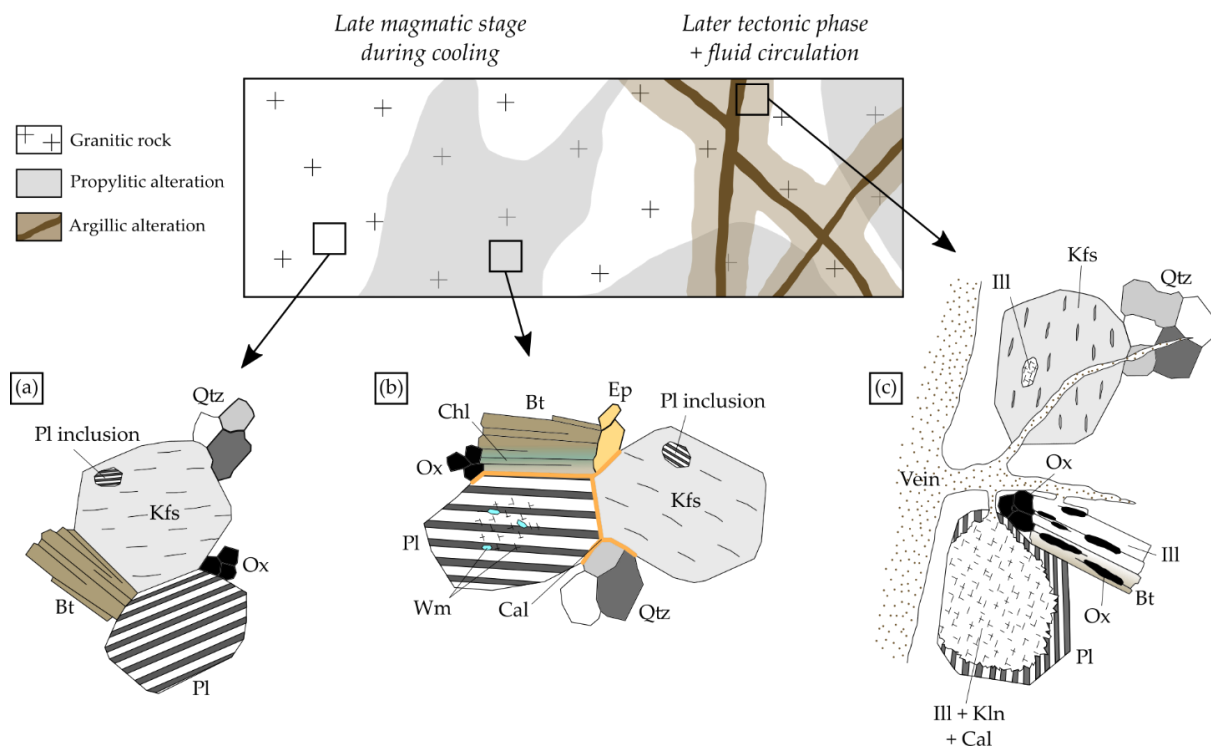 Late magmatic stage
during cooling
Later tectonic phase
+ fluid circulation
Granitic rock
Propylitic alteration
Argillic alteration
(a)
Qtz
Pl inclusion
Kfs
Ox
Bt
Pl
(b)
Ep
Bt
Chl
Pl inclusion
Ox
Kfs
Pl
Wm
Cal
Qtz
(c)
Kfs
Ill
Qtz
Vein
Ox
Ill
Bt
Ox
Pl
Ill + Kln
+ Cal